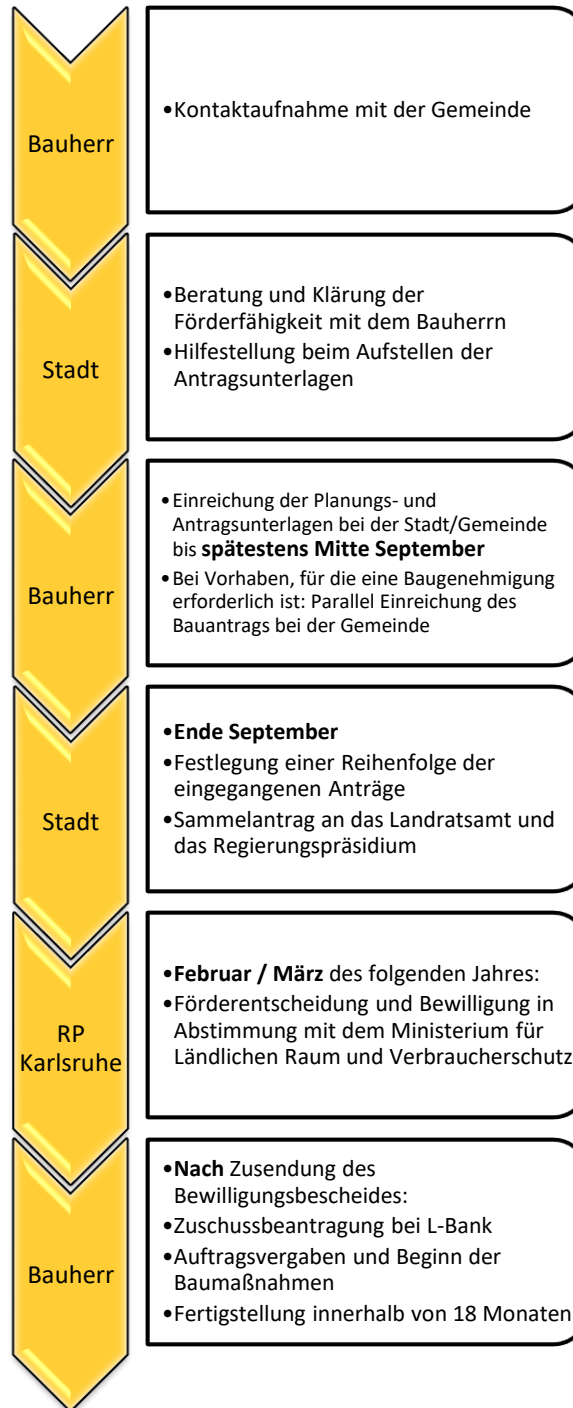 Bauherr
•Kontaktaufnahme mit der Gemeinde
Stadt
•Beratung und Klärung der
Förderfähigkeit mit dem Bauherrn
•Hilfestellung beim Aufstellen der
Antragsunterlagen
Bauherr
•Einreichung der Planungs- und
Antragsunterlagen bei der Stadt/Gemeinde
bis spätestens Mitte September
•Bei Vorhaben, für die eine Baugenehmigung
erforderlich ist: Parallel Einreichung des
Bauantrags bei der Gemeinde
Stadt
•Ende September
•Festlegung einer Reihenfolge der
eingegangenen Anträge
•Sammelantrag an das Landratsamt und
das Regierungspräsidium
RP
Karlsruhe
•Februar / März des folgenden Jahres:
•Förderentscheidung und Bewilligung in
Abstimmung mit dem Ministerium für
Ländlichen Raum und Verbraucherschutz
Bauherr
•Nach Zusendung des
Bewilligungsbescheides:
•Zuschussbeantragung bei L-Bank
•Auftragsvergaben und Beginn der
Baumaßnahmen
•Fertigstellung innerhalb von 18 Monaten